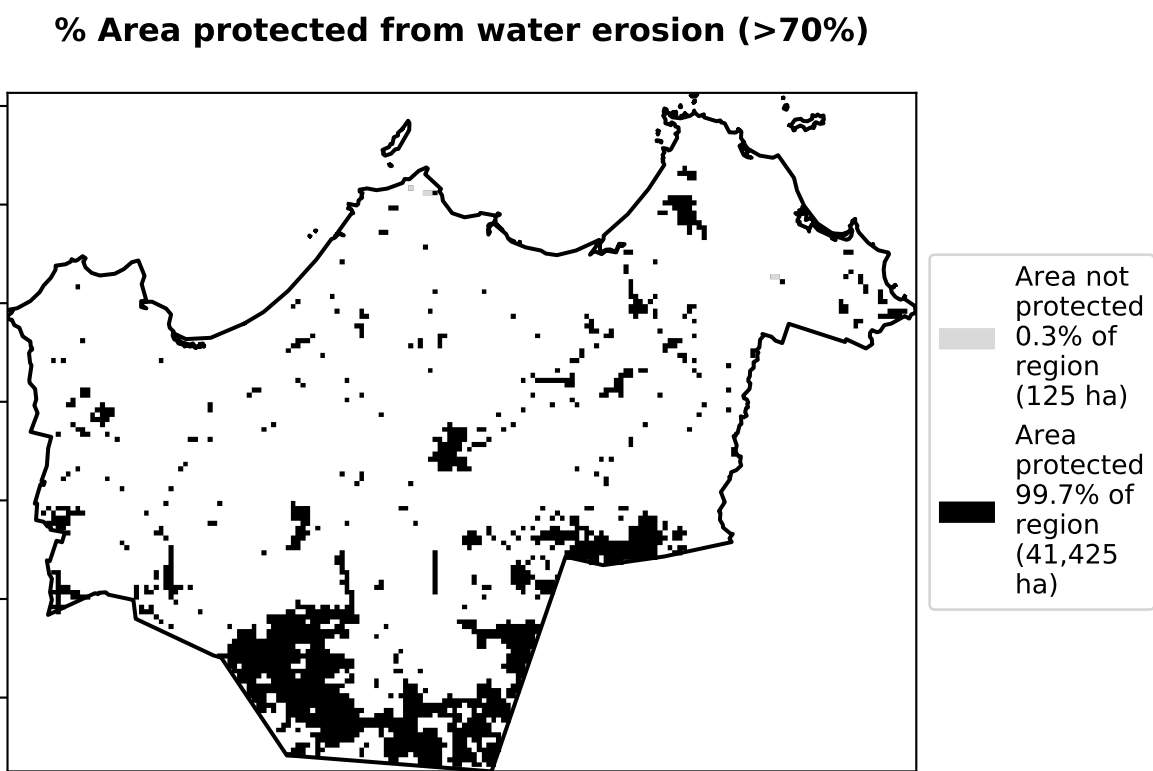 % Area protected from water erosion (>70%)
Area not
protected
0.3% of
region
(125 ha)
Area
protected
99.7% of
region
(41,425
ha)